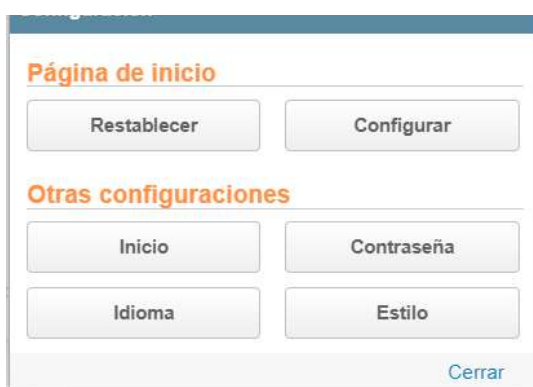 Página de inicio
Restablecer Configurar
Otras configuraciones
Inicio Contraseña
Idioma Estilo
Cerrar